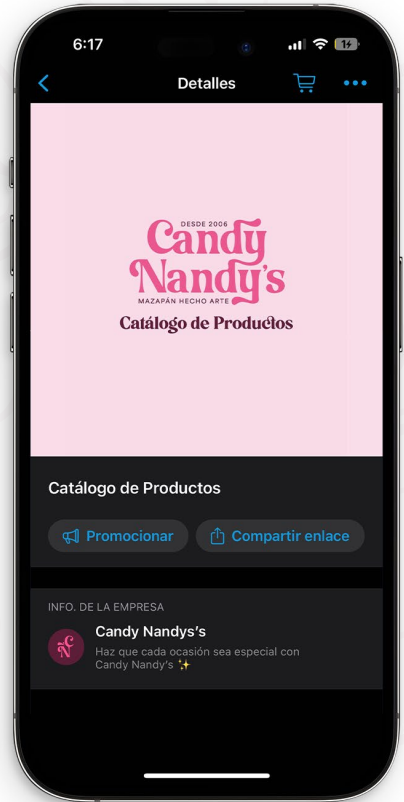 6:17
14
Detalles
DESDE 2006
Candy
Nandy's
MAZAPÁN HECHO ARTE
Catálogo de Productos
Catálogo de Productos
Promocionar
Compartir enlace
INFO. DE LA EMPRESA
CÑ
Candy Nandys's
Haz que cada ocasión sea especial con
Candy Nandy's ✨